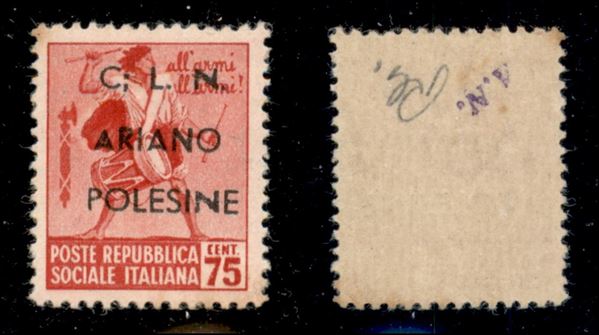 all'armi
all'armi!
C; L. N.
ARIANO
POLESINE
POSTE REPUBBLICA
SOCIALE ITALIANA
CENT.
75
A.N.